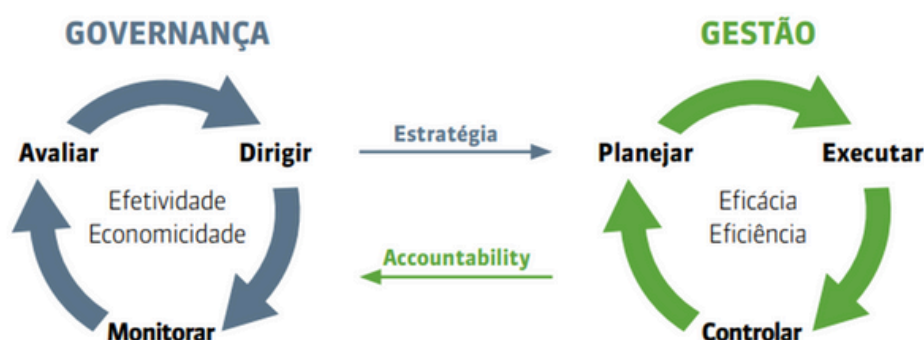 GOVERNANÇA
GESTÃO
Estratégia
Avaliar
Dirigir
Planejar
Executar
Efetividade
Economicidade
Eficácia
Eficiência
Accountability
Monitorar
Controlar